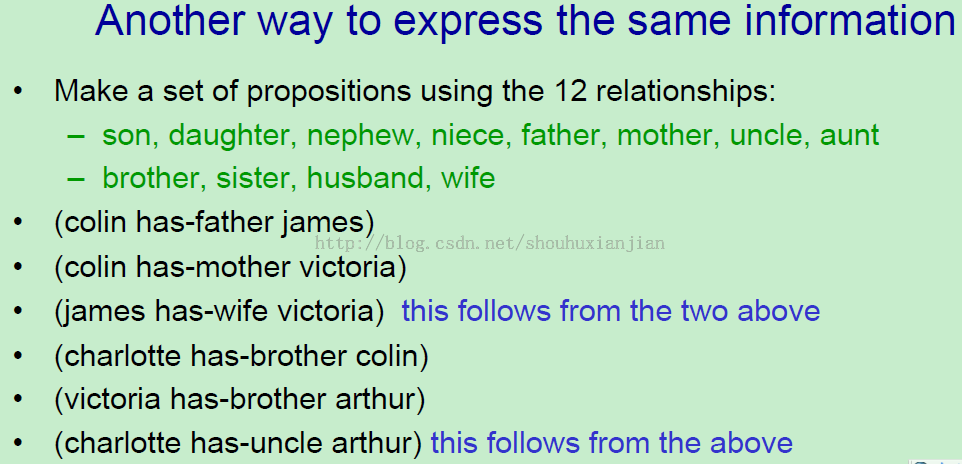 Another way to express the same information
• Make a set of propositions using the 12 relationships:
– son, daughter, nephew, niece, father, mother, uncle, aunt
– brother, sister, husband, wife
• (colin has-father james)
http://blog.csdn.net/shouhuxianjian
• (colin has-mother victoria)
• (james has-wife victoria) this follows from the two above
• (charlotte has-brother colin)
• (victoria has-brother arthur)
• (charlotte has-uncle arthur) this follows from the above